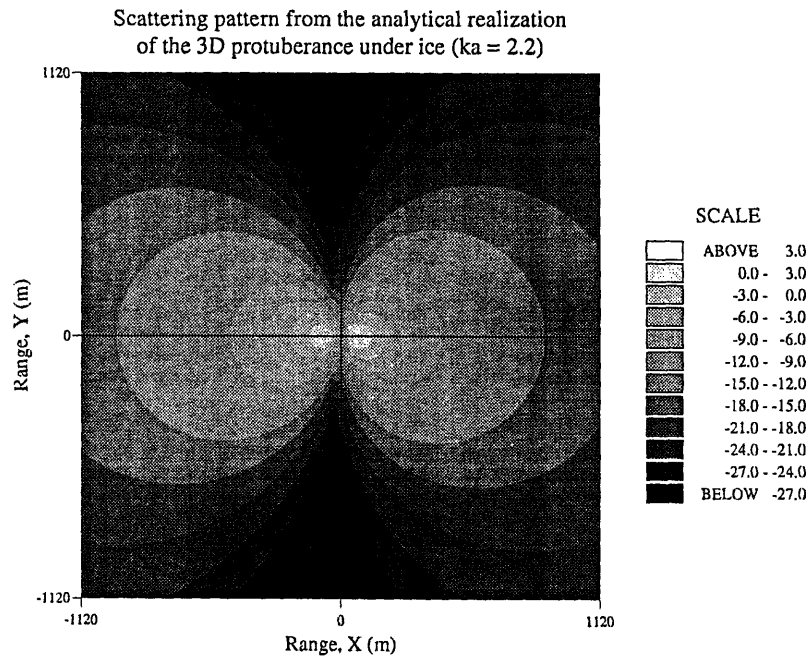 Scattering pattern from the analytical realization
of the 3D protuberance under ice (ka = 2.2)
1120
0
-1120
-1120
0
1120
Range, Y (m)
Range, X (m)
SCALE
ABOVE 3.0
0.0 - 3.0
-3.0 - 0.0
-6.0 - -3.0
-9.0 - -6.0
-12.0 - -9.0
-15.0 - -12.0
-18.0 - -15.0
-21.0 - -18.0
-24.0 - -21.0
-27.0 - -24.0
BELOW -27.0